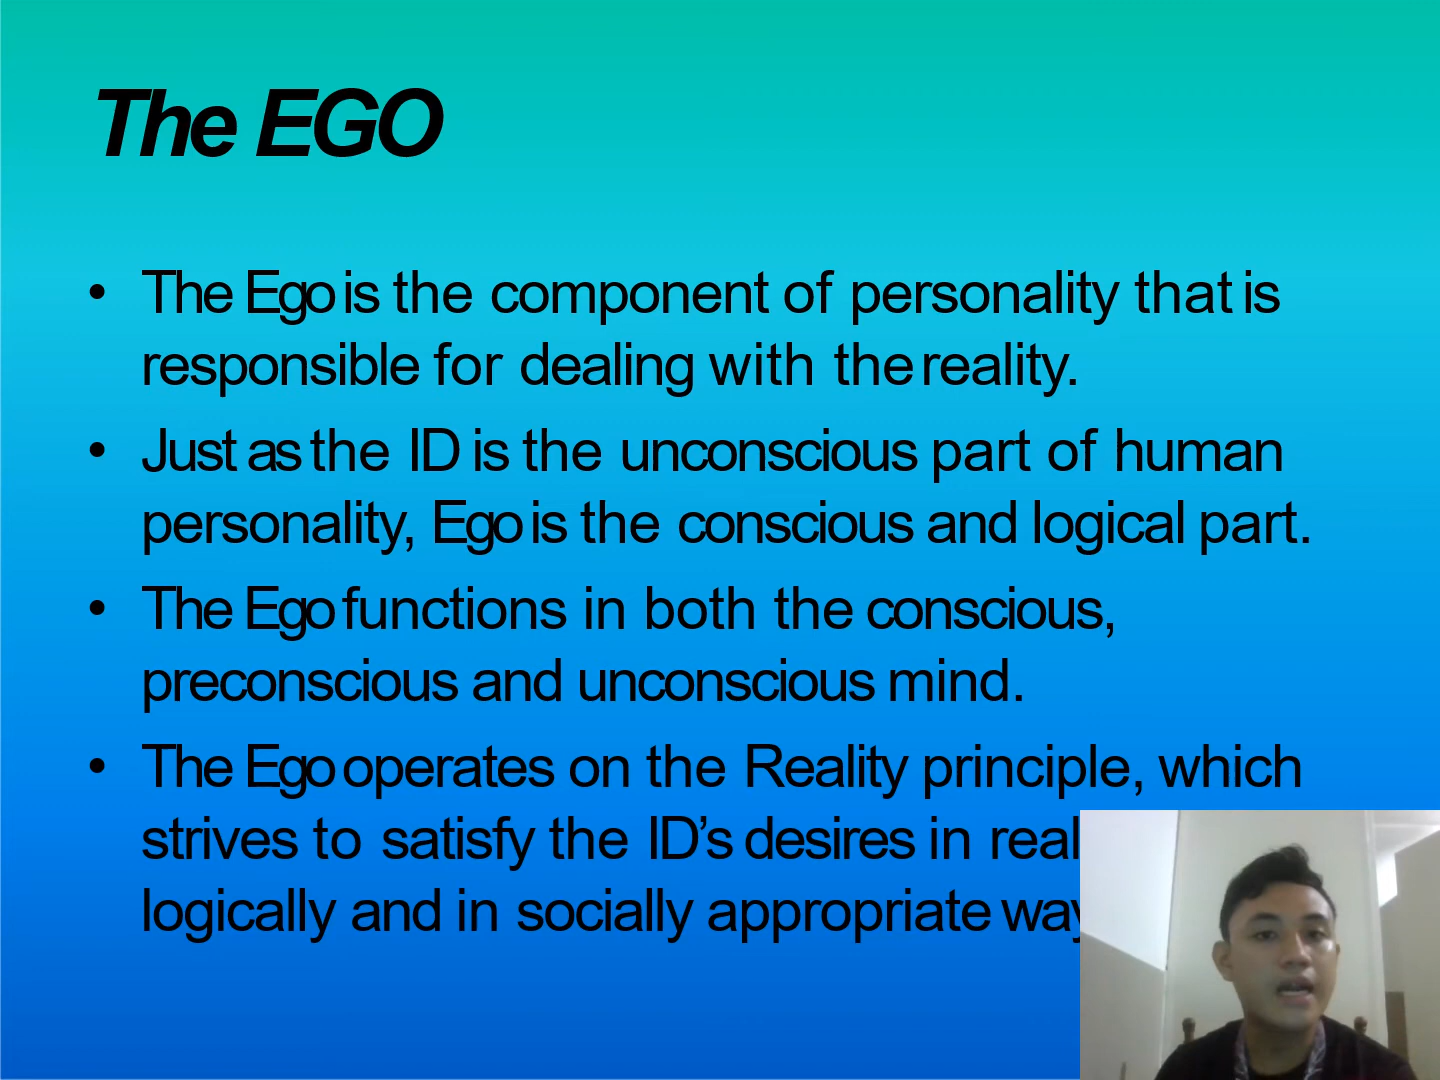 The EGO
• The Ego is the component of personality that is
responsible for dealing with the reality.
• Just as the ID is the unconscious part of human
personality, Ego is the conscious and logical part.
• The Ego functions in both the conscious,
preconscious and unconscious mind.
• The Ego operates on the Reality principle, which
strives to satisfy the ID’s desires in
logically and in socially appropriate